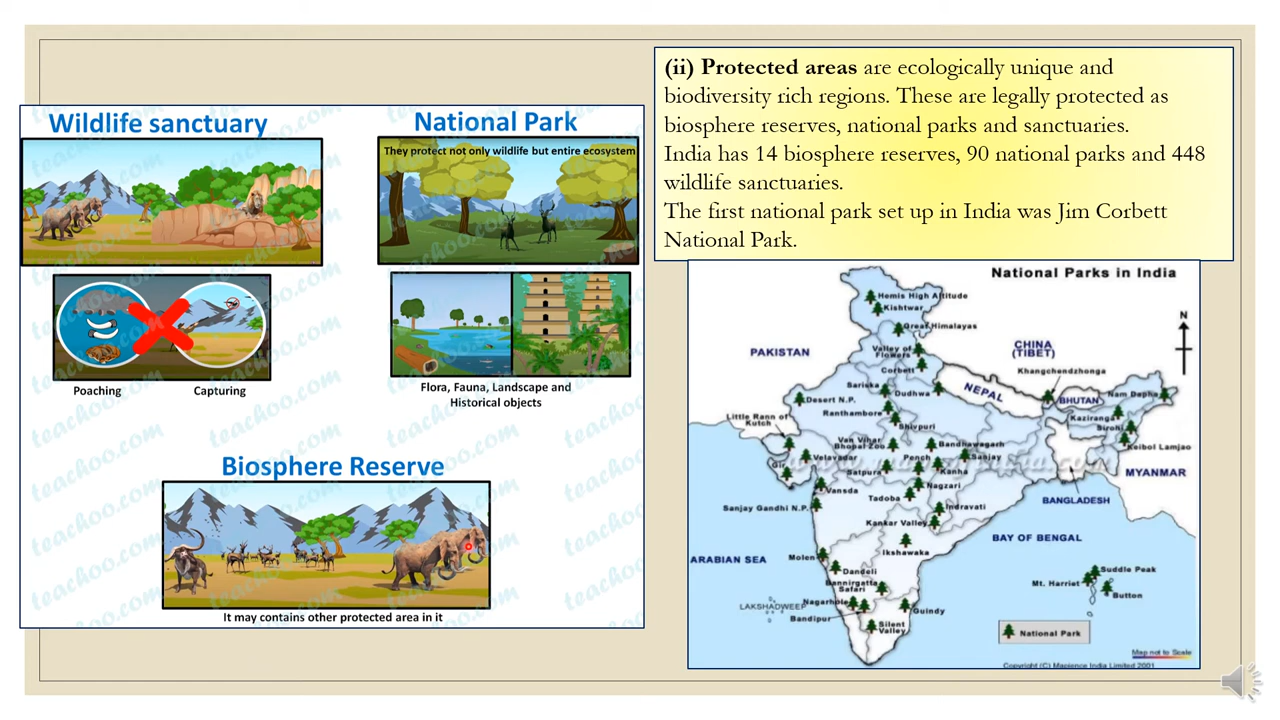 Wildlife sanctuary
Poaching
Capturing
National Park
They protect not only wildlife but entire ecosystem
Flora, Fauna, Landscape and
Historical objects
Biosphere Reserve
It may contains other protected area in it
teachoo.com
(ii) Protected areas are ecologically unique and
biodiversity rich regions. These are legally protected as
biosphere reserves, national parks and sanctuaries.
India has 14 biosphere reserves, 90 national parks and 448
wildlife sanctuaries.
The first national park set up in India was Jim Corbett
National Park.
National Parks in India
N
Hemis High Altitude
Kishtwar
Great Himalayas
CHINA
(TIBET)
PAKISTAN
Valley of
Flowers
Corbett
Khangchendzonga
Sariska
Dudhwa
NEPAL
BHUTAN
Nam Dapha
Desert N.P.
Ranthambore
Kaziranga
Little Rann of
Kutch
Shivpuri
Sirohi
Van Vihar
Bhopal Zoo
Bandhawagarh
Keibol Lamjao
Velavadar
Pench
Sanjay
Gir
Satpura
Kanha
MYANMAR
Vansda
Nagzari
Tadoba
BANGLADESH
Sanjay Gandhi N.P.
Indravati
Kankar Valley
BAY OF BENGAL
Ikshawaka
ARABIAN SEA
Molen
Dandeli
Suddle Peak
Mt. Harriet
Bannirgatta
Safari
Button
Nagarhole
LAKSHADWEEP
Guindy
Bandipur
Silent
Valley
National Park
Map not to Scale
Copyright (C) Mapience India Limited 2001